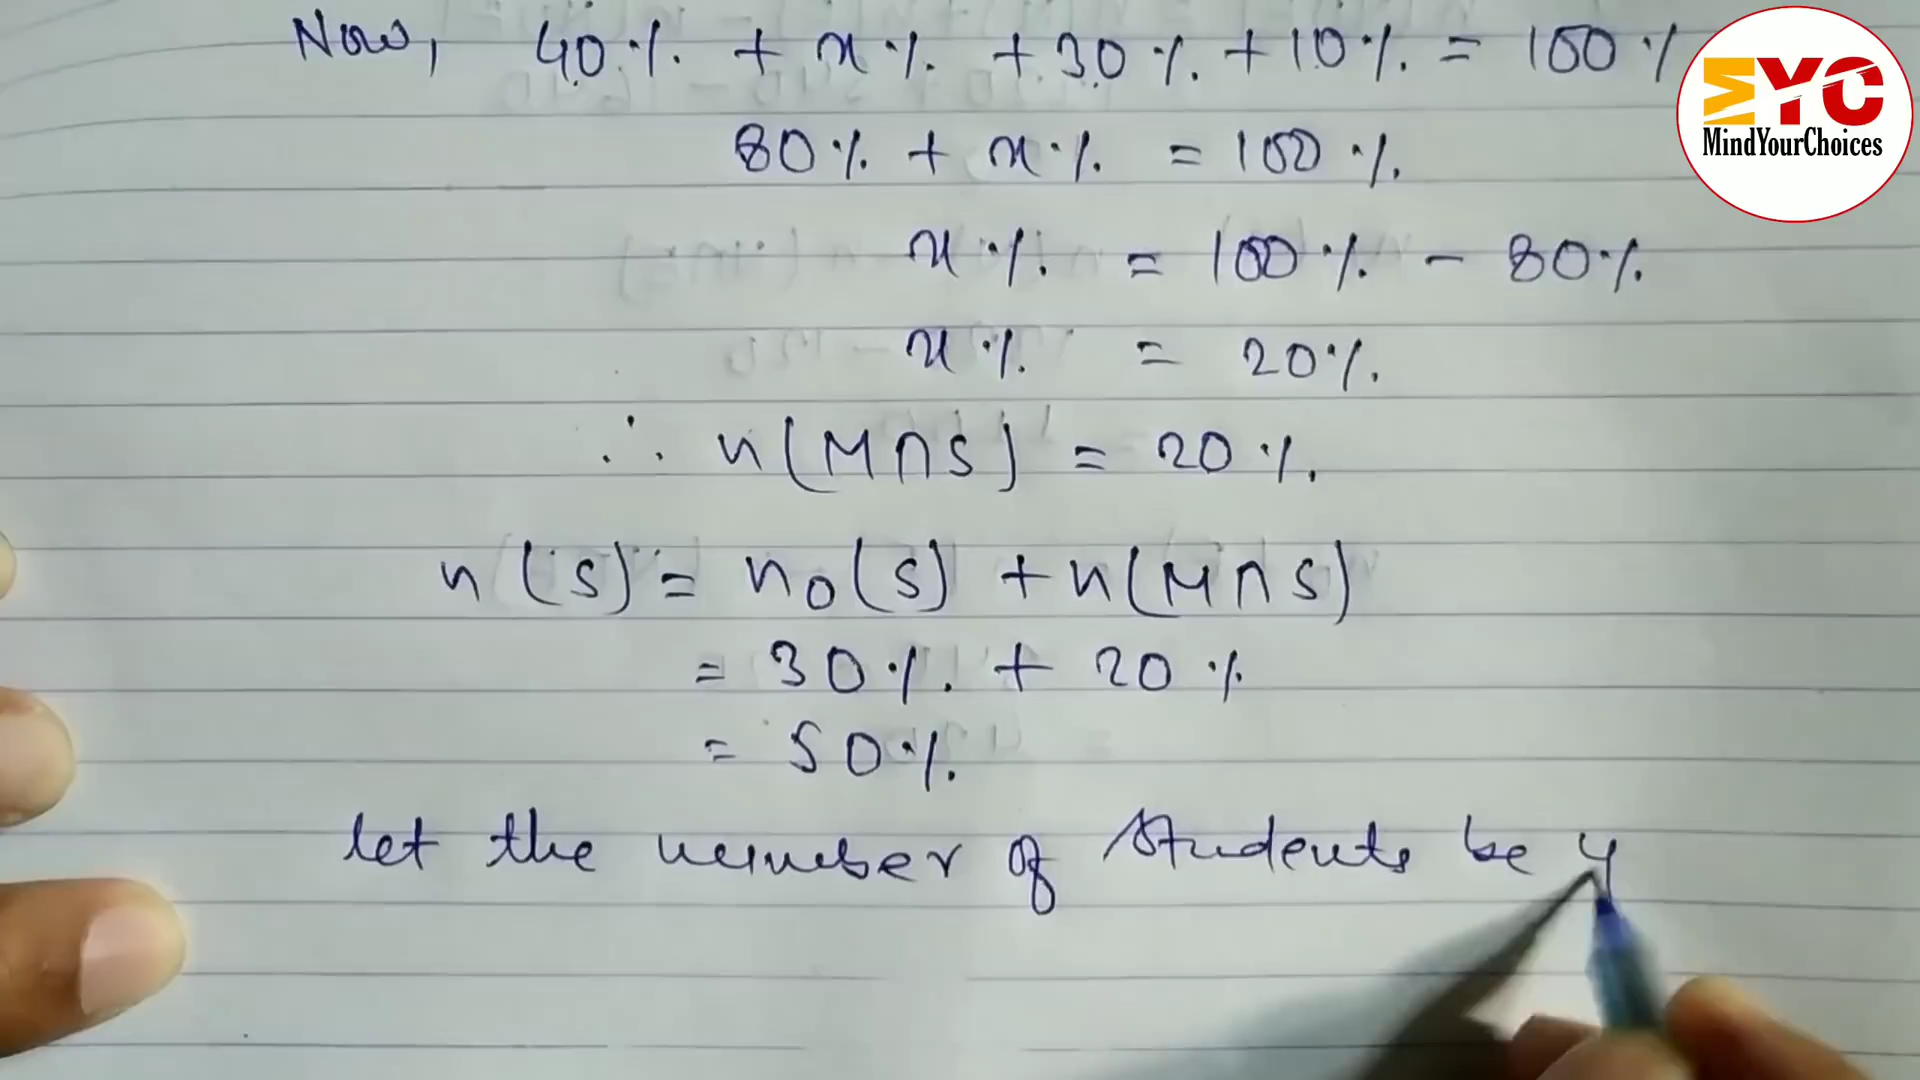 Now, 40% + x% + 30% + 10% = 100%
MYC
MindYourChoices
80% + x% = 100%.
x% = 100% - 80%
x% = 20%.
∴ n(M∩S) = 20%.
n(S) = n₀(S) + n(M∩S)
= 30% + 20%
= 50%.
let the number of students be y